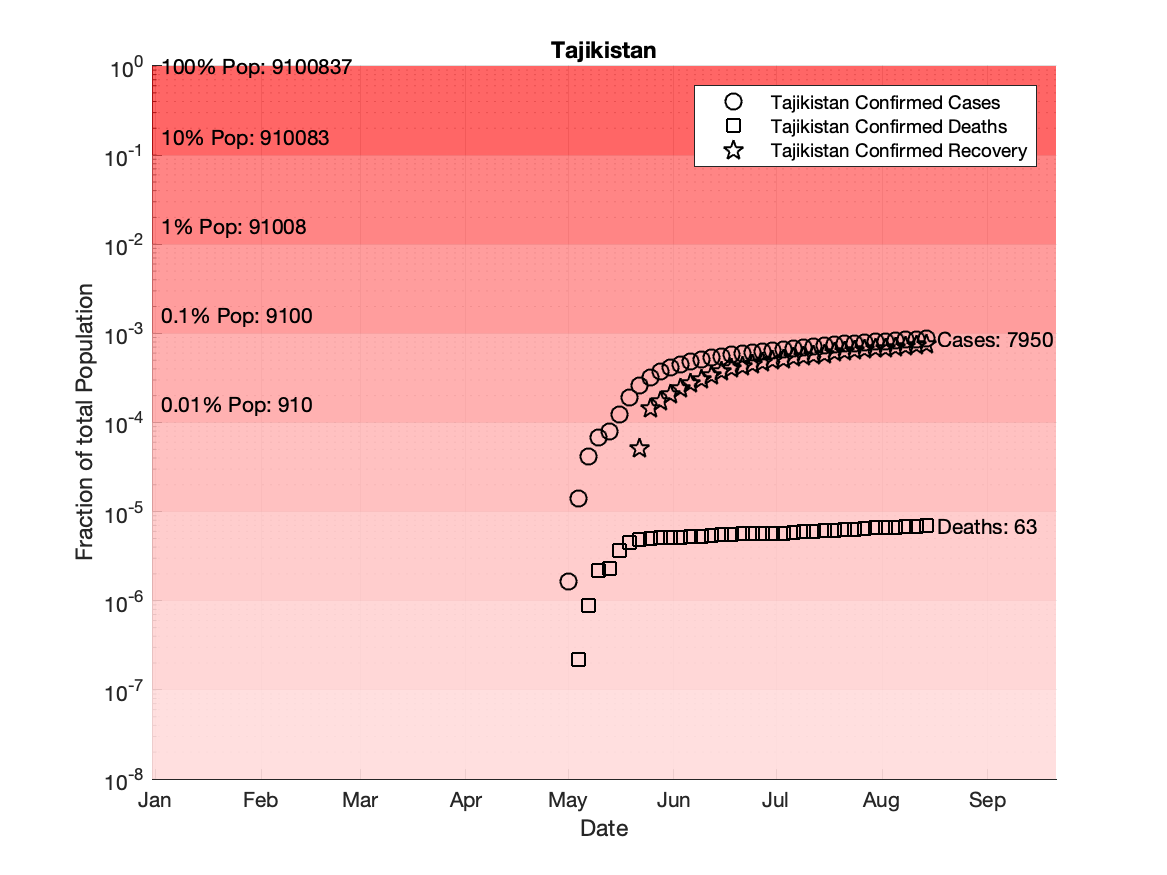 Tajikistan
10^0
100% Pop: 9100837
Tajikistan Confirmed Cases
Tajikistan Confirmed Deaths
Tajikistan Confirmed Recovery
10% Pop: 910083
10^-1
1% Pop: 91008
10^-2
0.1% Pop: 9100
10^-3
Cases: 7950
0.01% Pop: 910
10^-4
10^-5
Deaths: 63
10^-6
10^-7
10^-8
Fraction of total Population
Jan Feb Mar Apr May Jun Jul Aug Sep
Date